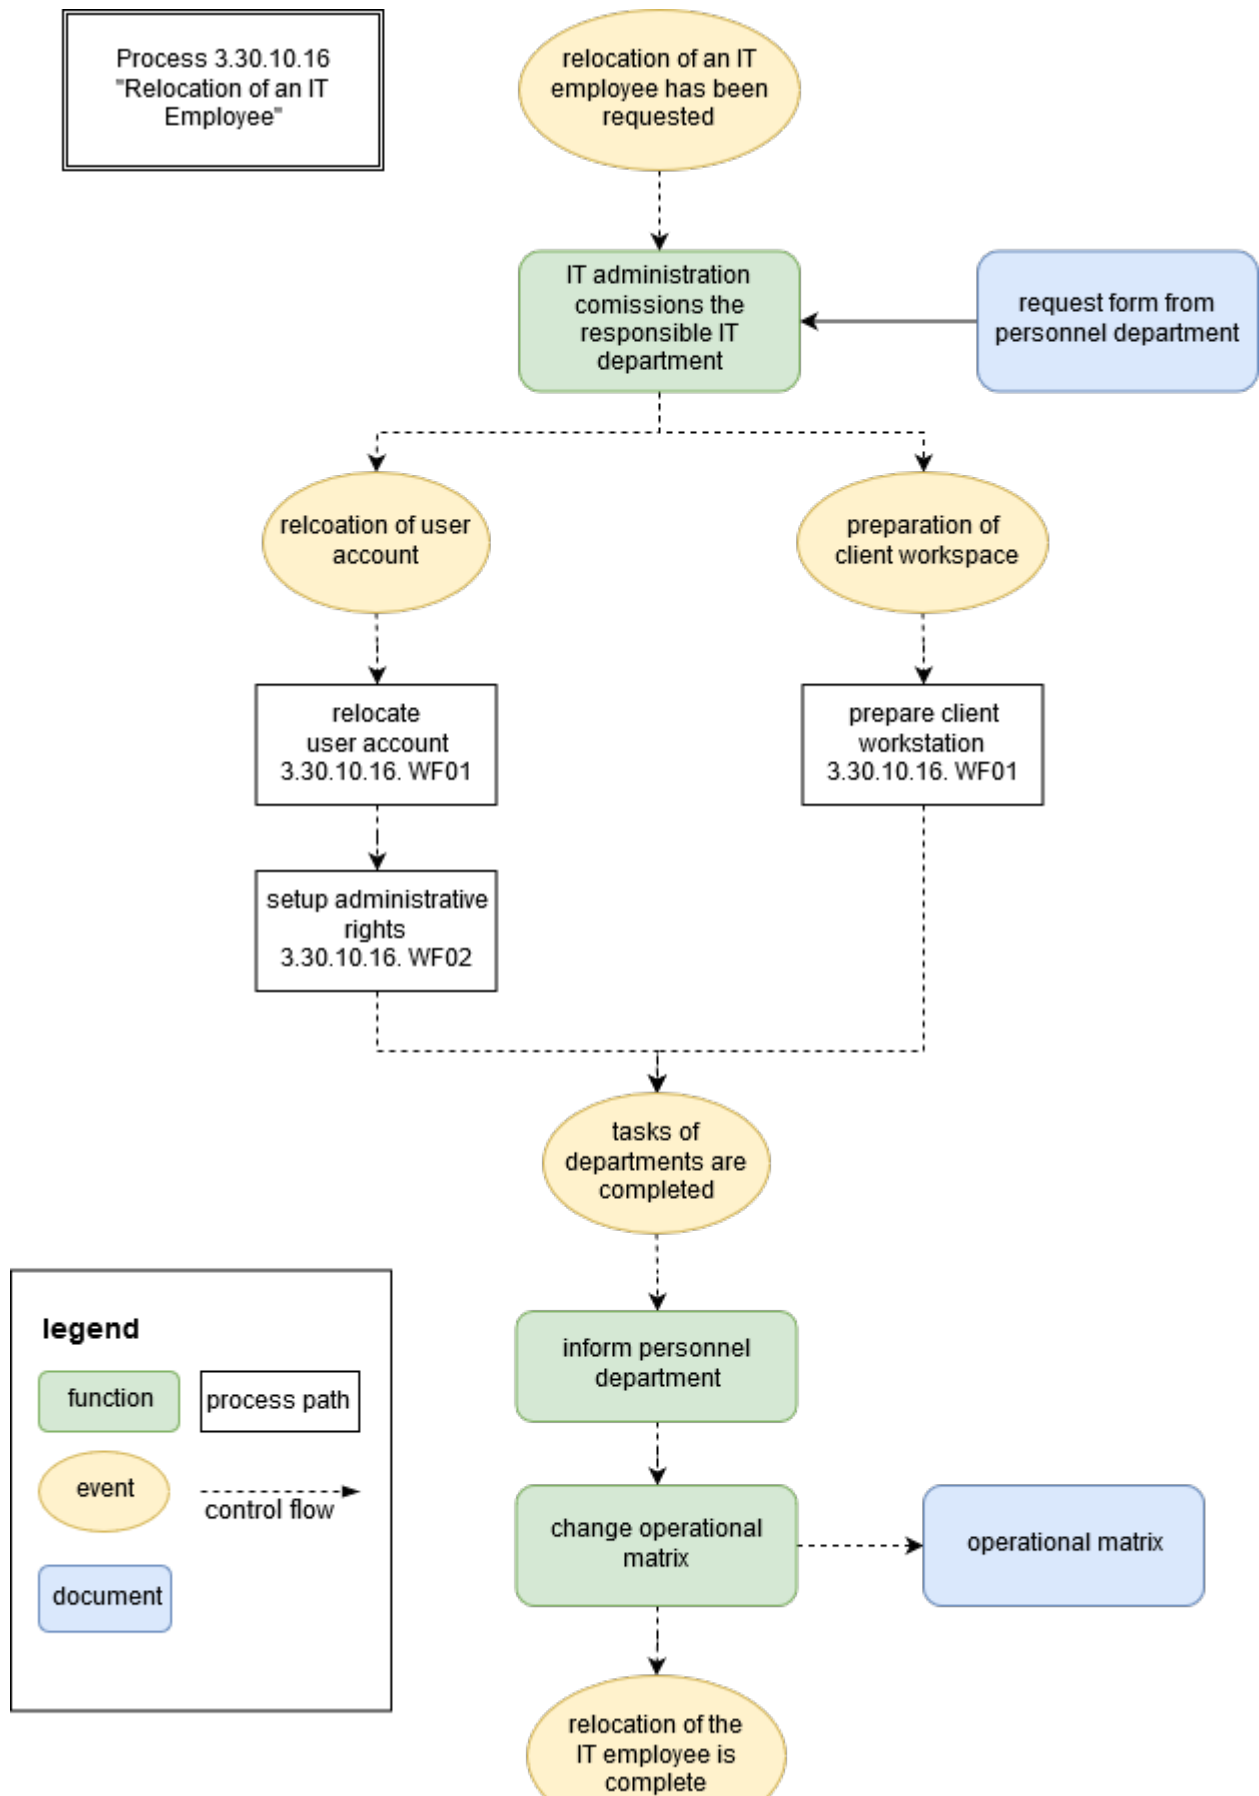 Process 3.30.10.16
"Relocation of an IT
Employee"
relocation of an IT
employee has been
requested
IT administration
comissions the
responsible IT
department
request form from
personnel department
relcoation of user
account
preparation of
client workspace
relocate
user account
3.30.10.16. WF01
prepare client
workstation
3.30.10.16. WF01
setup administrative
rights
3.30.10.16. WF02
tasks of
departments are
completed
inform personnel
department
change operational
matrix
operational matrix
relocation of the
IT employee is
complete
legend
function
process path
event
control flow
document